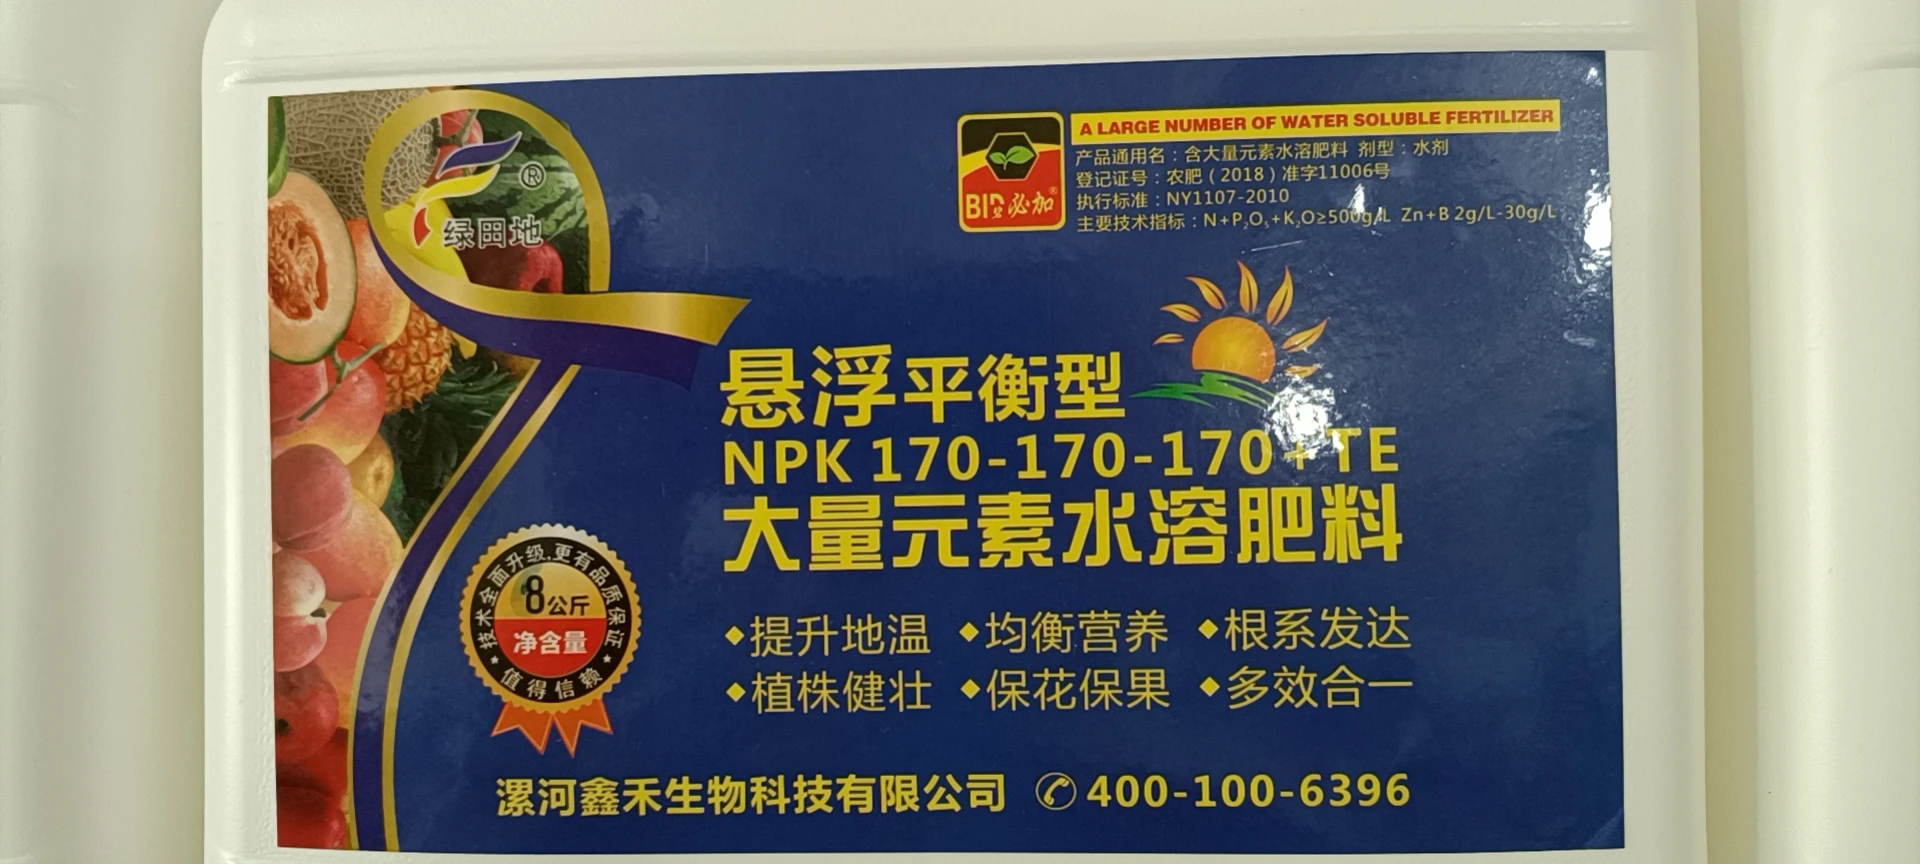 绿田地®
BIP必加®
A LARGE NUMBER OF WATER SOLUBLE FERTILIZER
产品通用名：含大量元素水溶肥料 剂型：水剂
登记证号：农肥（2018）准字11006号
执行标准：NY1107-2010
主要技术指标：N+P₂O₅+K₂O≥500g/L Zn+B 2g/L-30g/L
悬浮平衡型
NPK 170-170-170+TE
大量元素水溶肥料
技术全面升级,更有品质保证
8公斤
净含量
值得信赖
◆提升地温 ◆均衡营养 ◆根系发达
◆植株健壮 ◆保花保果 ◆多效合一
漯河鑫禾生物科技有限公司 400-100-6396